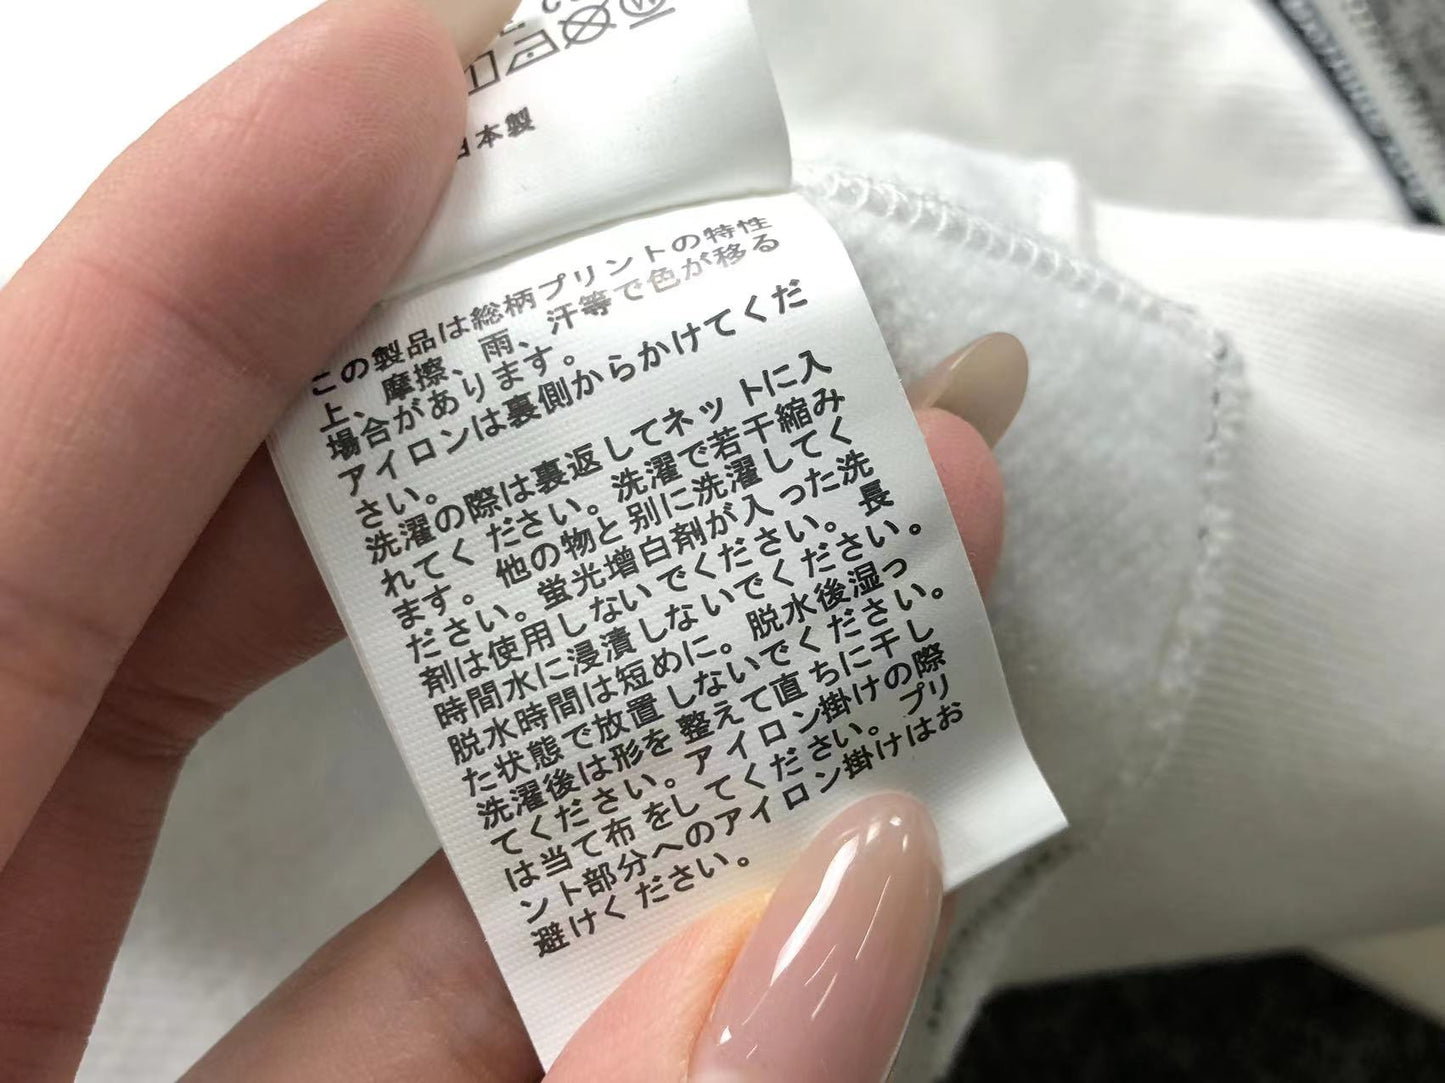 日本製
この製品は総柄プリントの特性
上、摩擦、雨、汗等で色が移る
場合があります。
アイロンは裏側からかけてくだ
さい。
洗濯の際は裏返してネットに入
れてください。洗濯で若干縮み
ます。他の物と別に洗濯してく
ださい。蛍光増白剤が入った洗
剤は使用しないでください。長
時間水に浸漬しないでください。
脱水時間は短めに。脱水後湿っ
た状態で放置しないでください。
洗濯後は形を整えて直ちに干し
てください。アイロン掛けの際
は当て布をしてください。プリ
ント部分へのアイロン掛けはお
避けください。